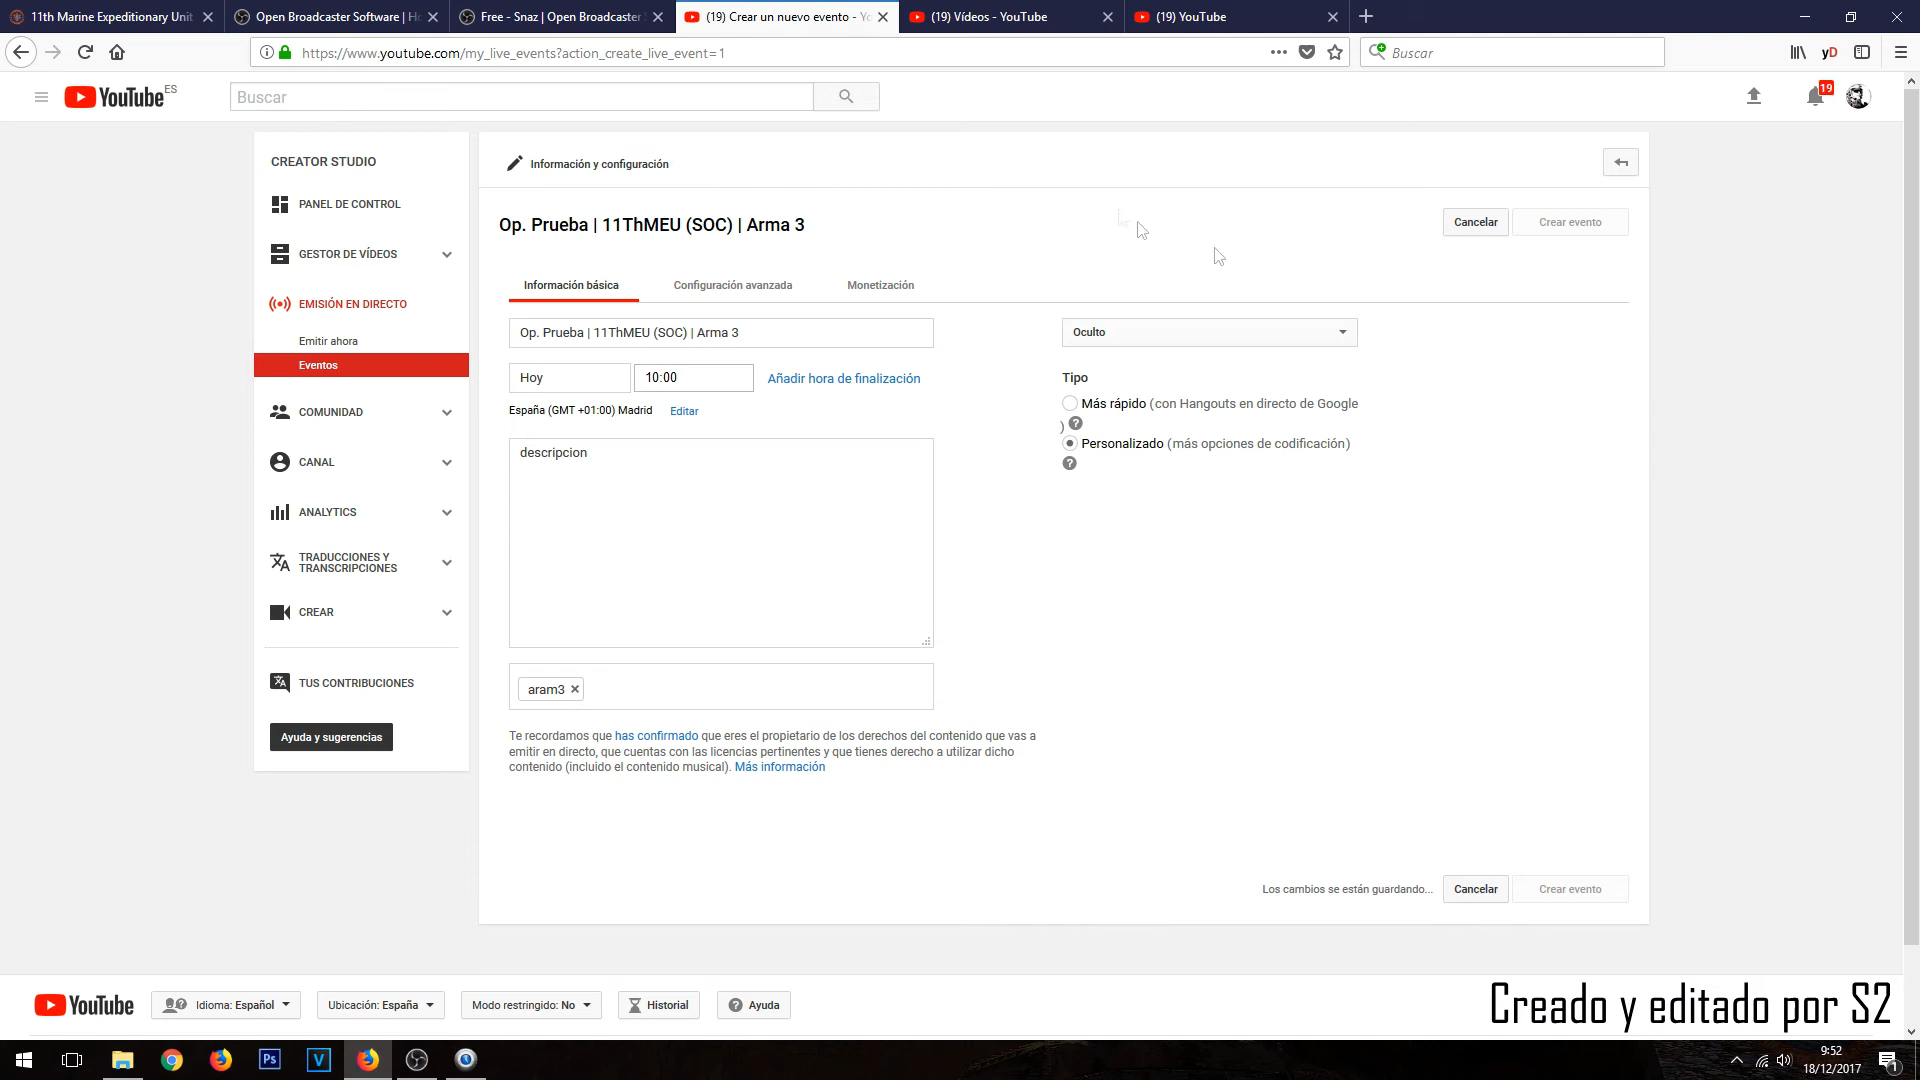 11th Marine Expeditionary Unit
Open Broadcaster Software | H
Free - Snaz | Open Broadcaster
(19) Crear un nuevo evento - Yo
(19) Vídeos - YouTube
(19) YouTube
https://www.youtube.com/my_live_events?action_create_live_event=1
Buscar
yD
YouTube ES
Buscar
19
CREATOR STUDIO
PANEL DE CONTROL
GESTOR DE VÍDEOS
EMISIÓN EN DIRECTO
Emitir ahora
Eventos
COMUNIDAD
CANAL
ANALYTICS
TRADUCCIONES Y
TRANSCRIPCIONES
CREAR
TUS CONTRIBUCIONES
Ayuda y sugerencias
Información y configuración
Op. Prueba | 11ThMEU (SOC) | Arma 3
Cancelar
Crear evento
Información básica
Configuración avanzada
Monetización
Op. Prueba | 11ThMEU (SOC) | Arma 3
Hoy
10:00
Añadir hora de finalización
España (GMT +01:00) Madrid
Editar
descripcion
aram3
Te recordamos que has confirmado que eres el propietario de los derechos del contenido que vas a
emitir en directo, que cuentas con las licencias pertinentes y que tienes derecho a utilizar dicho
contenido (incluido el contenido musical). Más información
Oculto
Tipo
Más rápido (con Hangouts en directo de Google
) ?
Personalizado (más opciones de codificación)
?
Los cambios se están guardando...
Cancelar
Crear evento
YouTube
Idioma: Español
Ubicación: España
Modo restringido: No
Historial
? Ayuda
Creado y editado por S2
Ps
V
9:52
18/12/2017
1